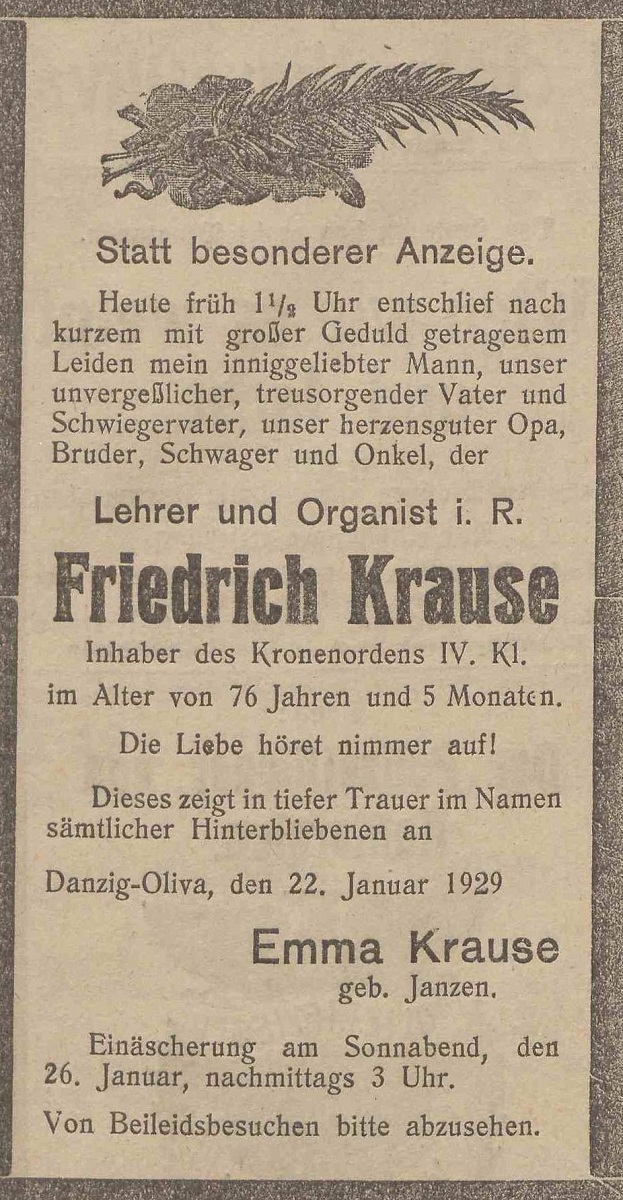 Statt besonderer Anzeige.
Heute früh 1½ Uhr entschlief nach
kurzem mit großer Geduld getragenem
Leiden mein inniggeliebter Mann, unser
unvergeßlicher, treusorgender Vater und
Schwiegervater, unser herzensguter Opa,
Bruder, Schwager und Onkel, der
Lehrer und Organist i. R.
Friedrich Krause
Inhaber des Kronenordens IV. Kl.
im Alter von 76 Jahren und 5 Monaten.
Die Liebe höret nimmer auf!
Dieses zeigt in tiefer Trauer im Namen
sämtlicher Hinterbliebenen an
Danzig-Oliva, den 22. Januar 1929
Emma Krause
geb. Janzen.
Einäscherung am Sonnabend, den
26. Januar, nachmittags 3 Uhr.
Von Beileidsbesuchen bitte abzusehen.